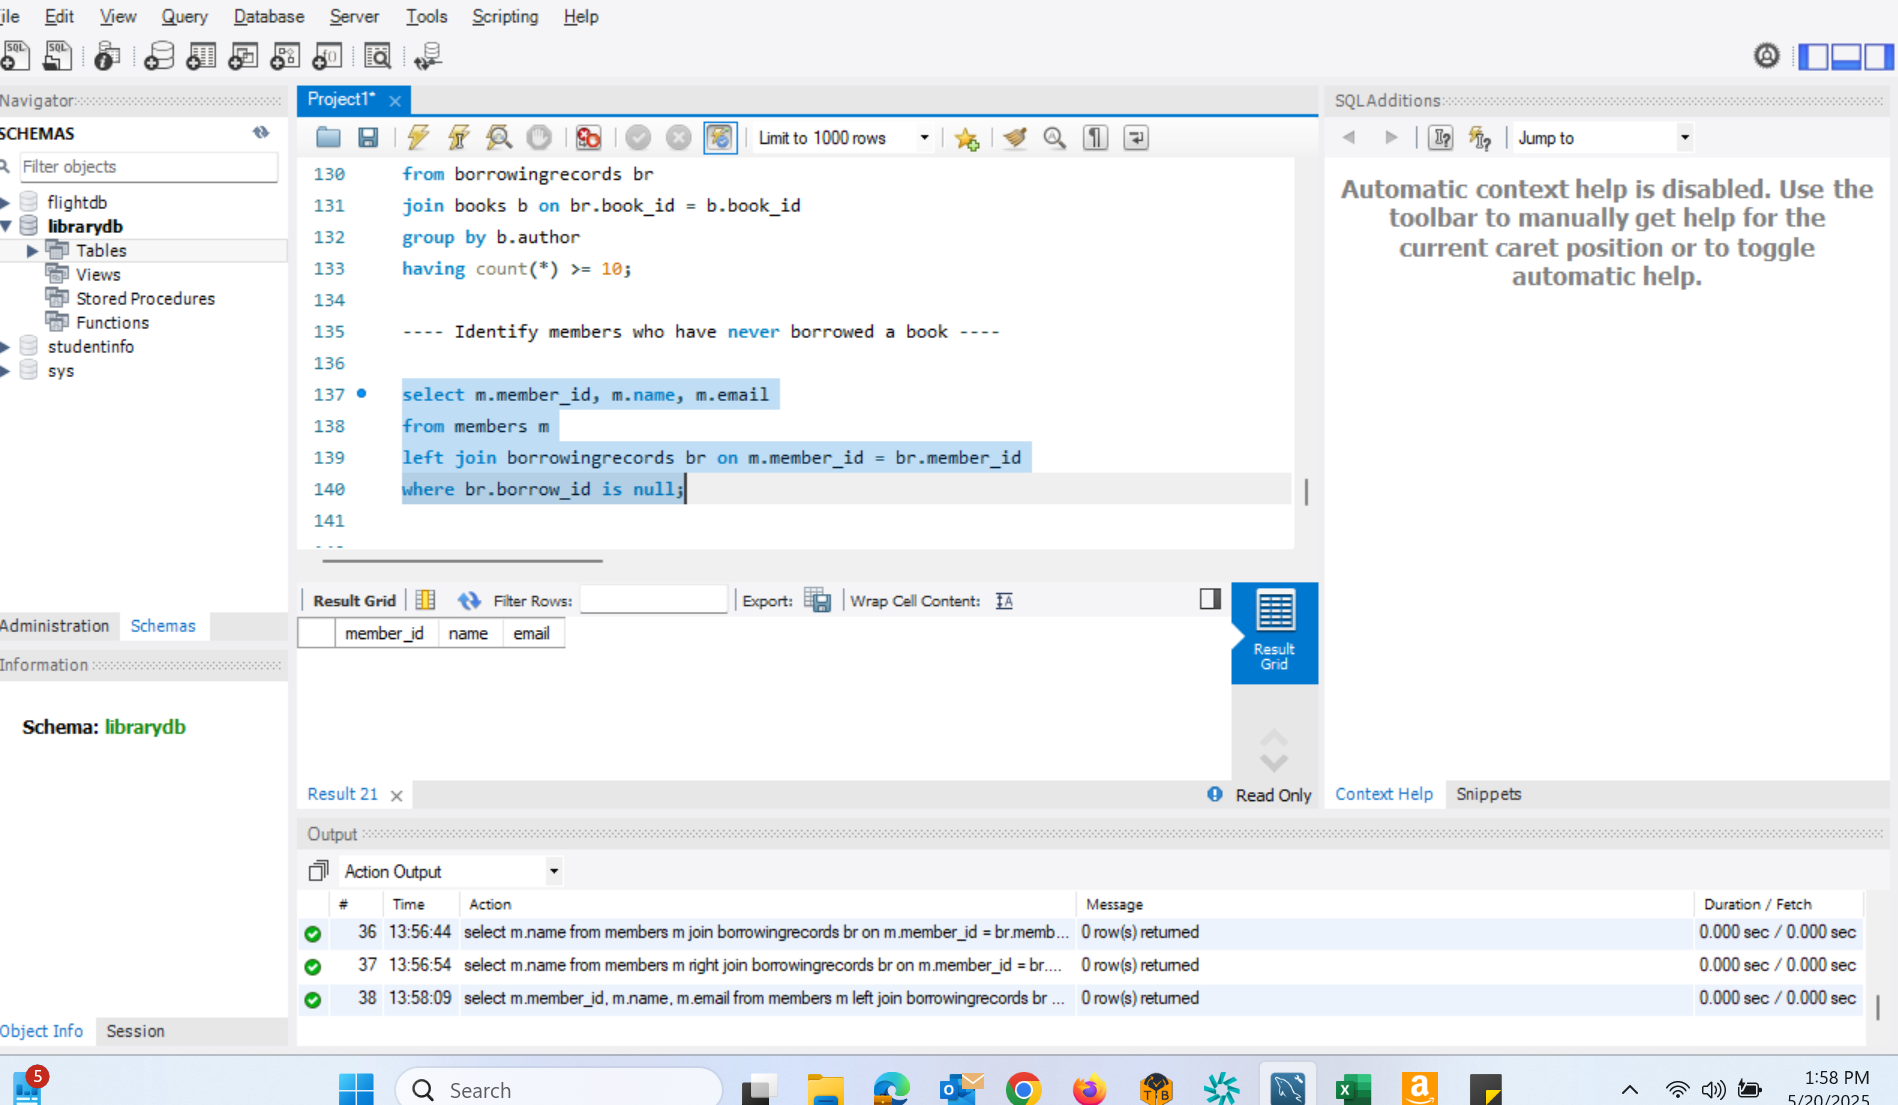 ile Edit View Query Database Server Tools Scripting Help
Navigator
SCHEMAS
Filter objects
flightdb
librarydb
Tables
Views
Stored Procedures
Functions
studentinfo
sys
Administration Schemas
Information
Schema: librarydb
Object Info Session
Project1*
Limit to 1000 rows
130 from borrowingrecords br
131 join books b on br.book_id = b.book_id
132 group by b.author
133 having count(*) >= 10;
134
135 ---- Identify members who have never borrowed a book ----
136
137 select m.member_id, m.name, m.email
138 from members m
139 left join borrowingrecords br on m.member_id = br.member_id
140 where br.borrow_id is null;
141
Result Grid Filter Rows: Export: Wrap Cell Content:
member_id name email
Result
Grid
Result 21
Read Only
SQLAdditions
Jump to
Automatic context help is disabled. Use the
toolbar to manually get help for the
current caret position or to toggle
automatic help.
Context Help Snippets
Output
Action Output
# Time Action Message Duration / Fetch
36 13:56:44 select m.name from members m join borrowingrecords br on m.member_id = br.memb... 0 row(s) returned 0.000 sec / 0.000 sec
37 13:56:54 select m.name from members m right join borrowingrecords br on m.member_id = br.... 0 row(s) returned 0.000 sec / 0.000 sec
38 13:58:09 select m.member_id, m.name, m.email from members m left join borrowingrecords br ... 0 row(s) returned 0.000 sec / 0.000 sec
5
Search
1:58 PM
5/20/2025